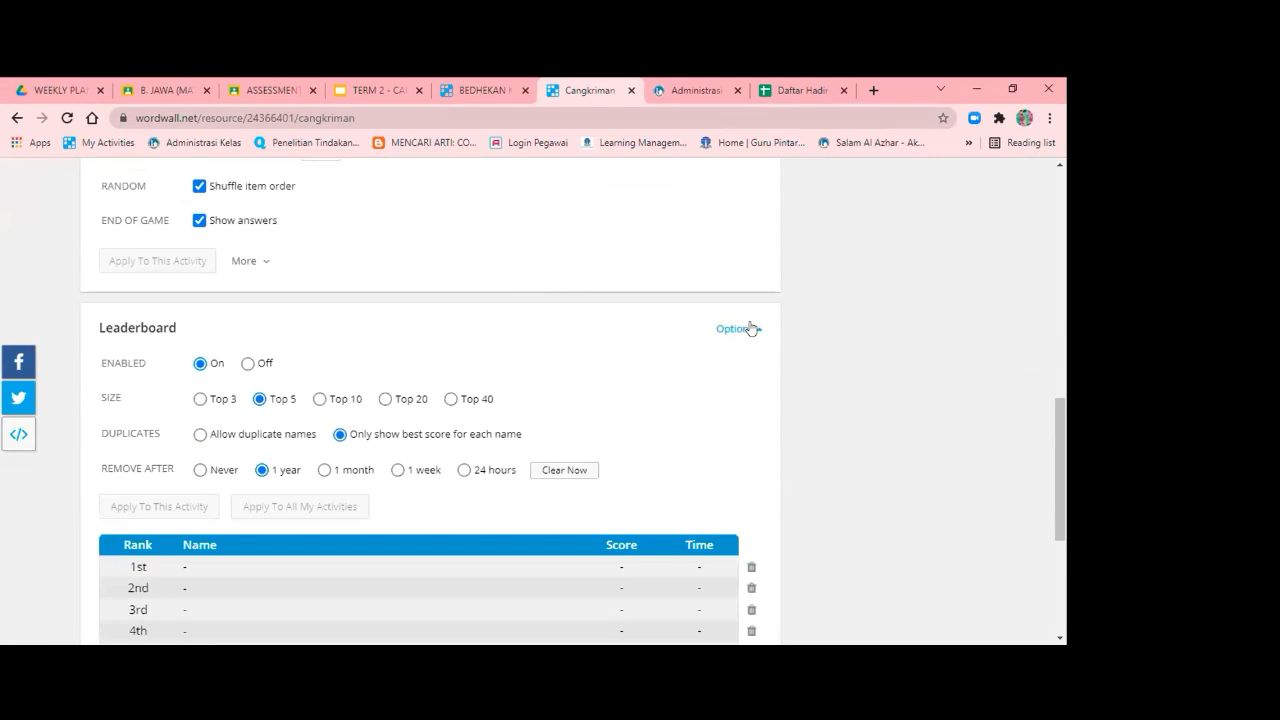 WEEKLY PLA
B. JAWA (MA
ASSESSMENT
TERM 2 - CA
BEDHEKAN
Cangkriman
Administrasi
Daftar Hadir
wordwall.net/resource/24366401/cangkriman
Apps
My Activities
Administrasi Kelas
Penelitian Tindakan...
MENCARI ARTI: CO...
Login Pegawai
Learning Managem...
Home | Guru Pintar...
Salam Al Azhar - Ak...
Reading list
RANDOM Shuffle item order
END OF GAME Show answers
Apply To This Activity More
Leaderboard Option
ENABLED On Off
SIZE Top 3 Top 5 Top 10 Top 20 Top 40
DUPLICATES Allow duplicate names Only show best score for each name
REMOVE AFTER Never 1 year 1 month 1 week 24 hours Clear Now
Apply To This Activity Apply To All My Activities
Rank Name Score Time
1st - - -
2nd - - -
3rd - - -
4th - - -